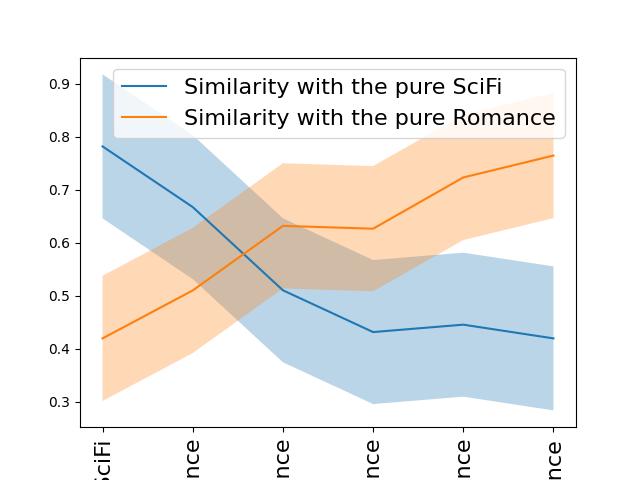 Similarity with the pure SciFi
Similarity with the pure Romance
0.9
0.8
0.7
0.6
0.5
0.4
0.3
SciFi
nce
nce
nce
nce
nce